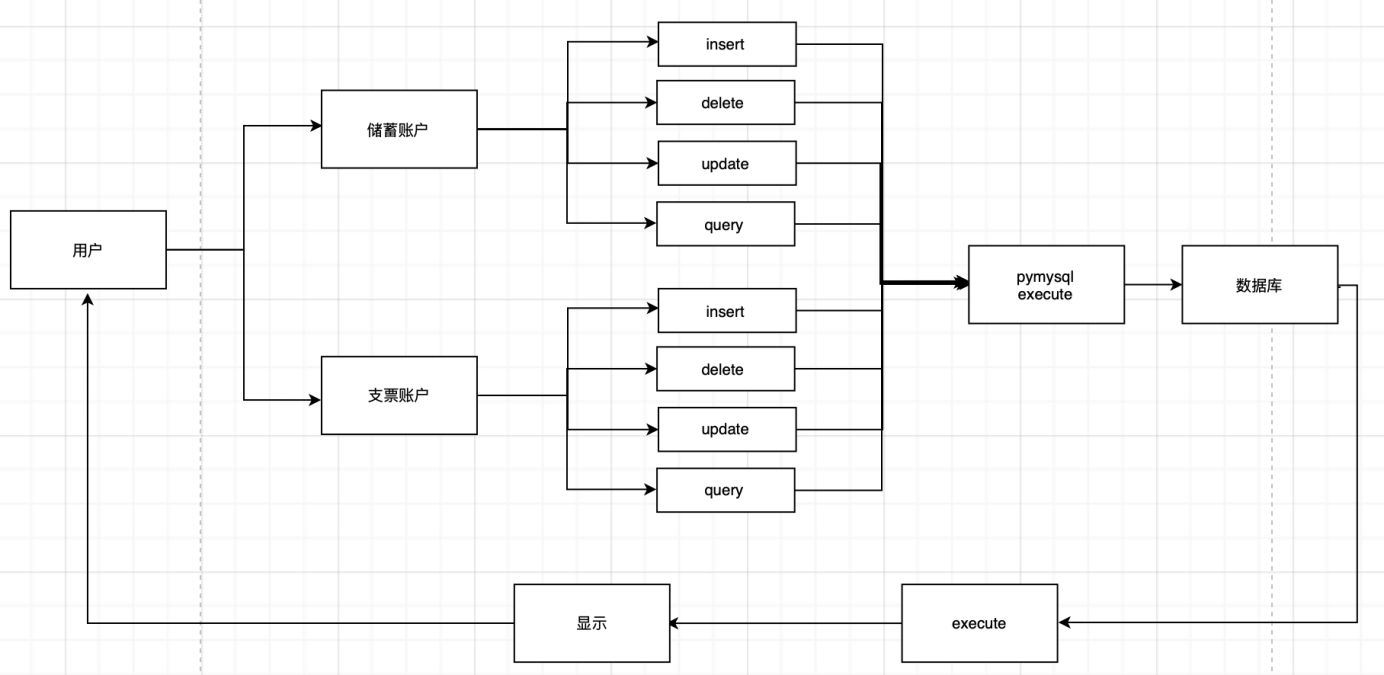 用户
储蓄账户
insert
delete
update
query
支票账户
insert
delete
update
query
pymysql
execute
数据库
execute
显示